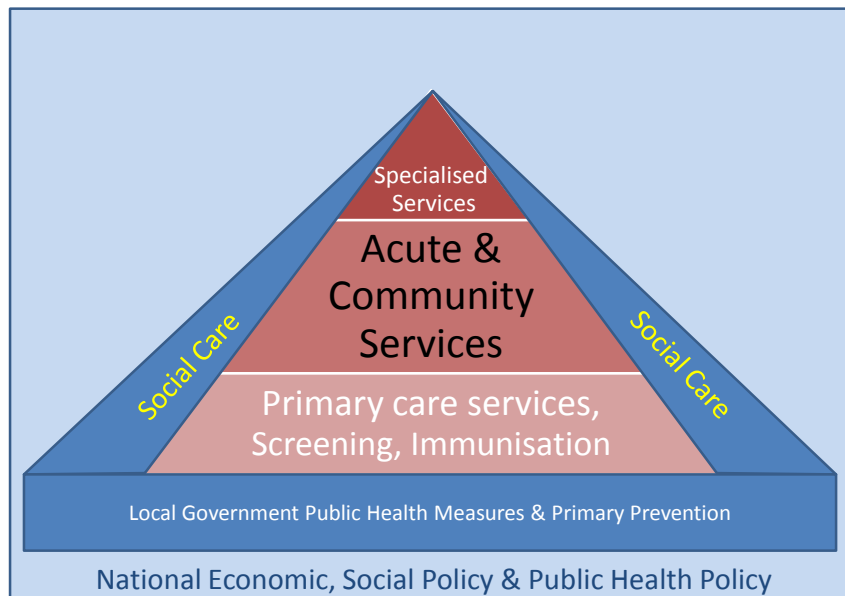 Specialised
Services
Acute &
Community
Services
Social Care
Social Care
Primary care services,
Screening, Immunisation
Local Government Public Health Measures & Primary Prevention
National Economic, Social Policy & Public Health Policy